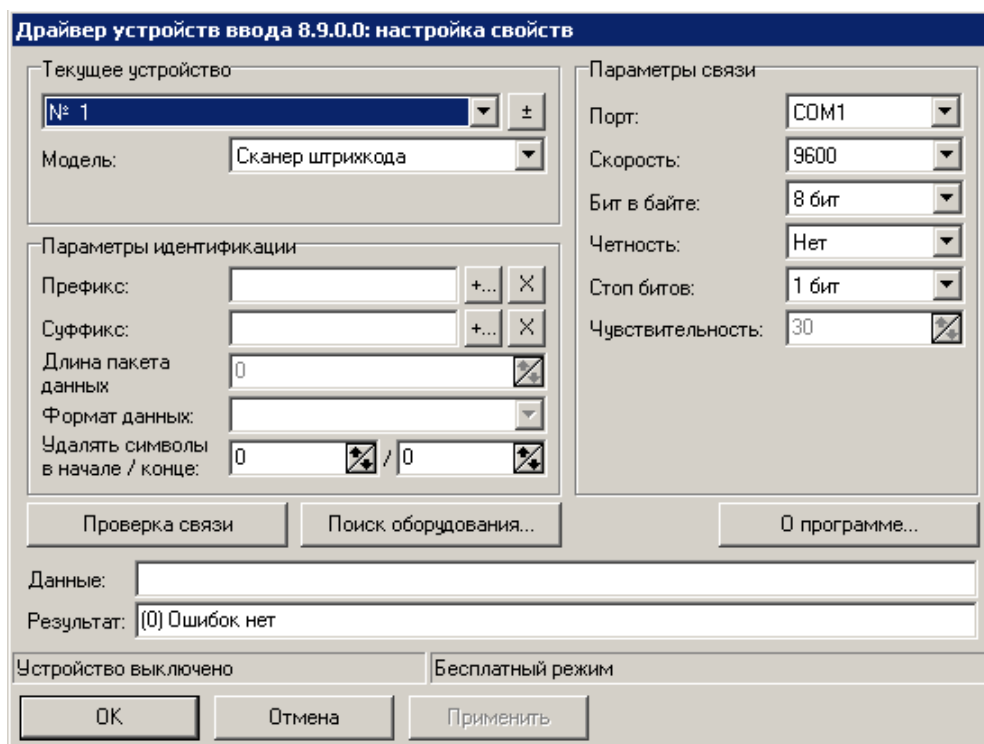 Драйвер устройств ввода 8.9.0.0: настройка свойств
Текущее устройство
№ 1
±
Модель:
Сканер штрихкода
Параметры идентификации
Префикс:
+...
X
Суффикс:
+...
X
Длина пакета
данных
0
Формат данных:
Удалять символы
в начале / конце:
0 / 0
Параметры связи
Порт:
COM1
Скорость:
9600
Бит в байте:
8 бит
Четность:
Нет
Стоп битов:
1 бит
Чувствительность:
30
Проверка связи
Поиск оборудования...
О программе...
Данные:
Результат:
(0) Ошибок нет
Устройство выключено
Бесплатный режим
OK
Отмена
Применить